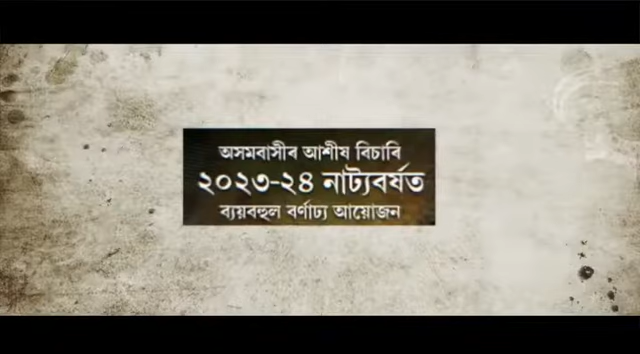 অসমবাসীৰ আশীষ ৰিচাৰি
২০২৩-২৪ নাট্যবৰ্ষত
ব্যয়বহুল বৰ্ণাঢ্য আয়োজন